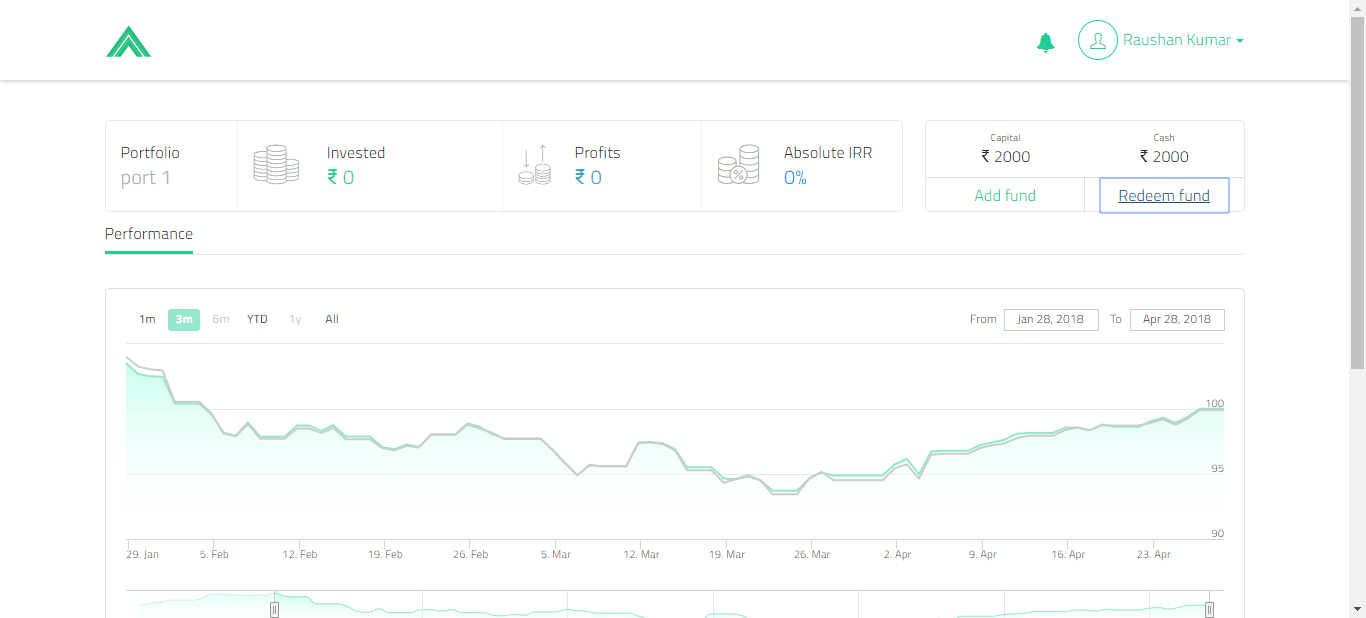 Raushan Kumar
Portfolio
port 1
Invested
₹ 0
Profits
₹ 0
Absolute IRR
0%
Capital
₹ 2000
Cash
₹ 2000
Add fund
Redeem fund
Performance
1m 3m 6m YTD 1y All
From Jan 28, 2018 To Apr 28, 2018
100
95
90
29. Jan 5. Feb 12. Feb 19. Feb 26. Feb 5. Mar 12. Mar 19. Mar 26. Mar 2. Apr 9. Apr 16. Apr 23. Apr